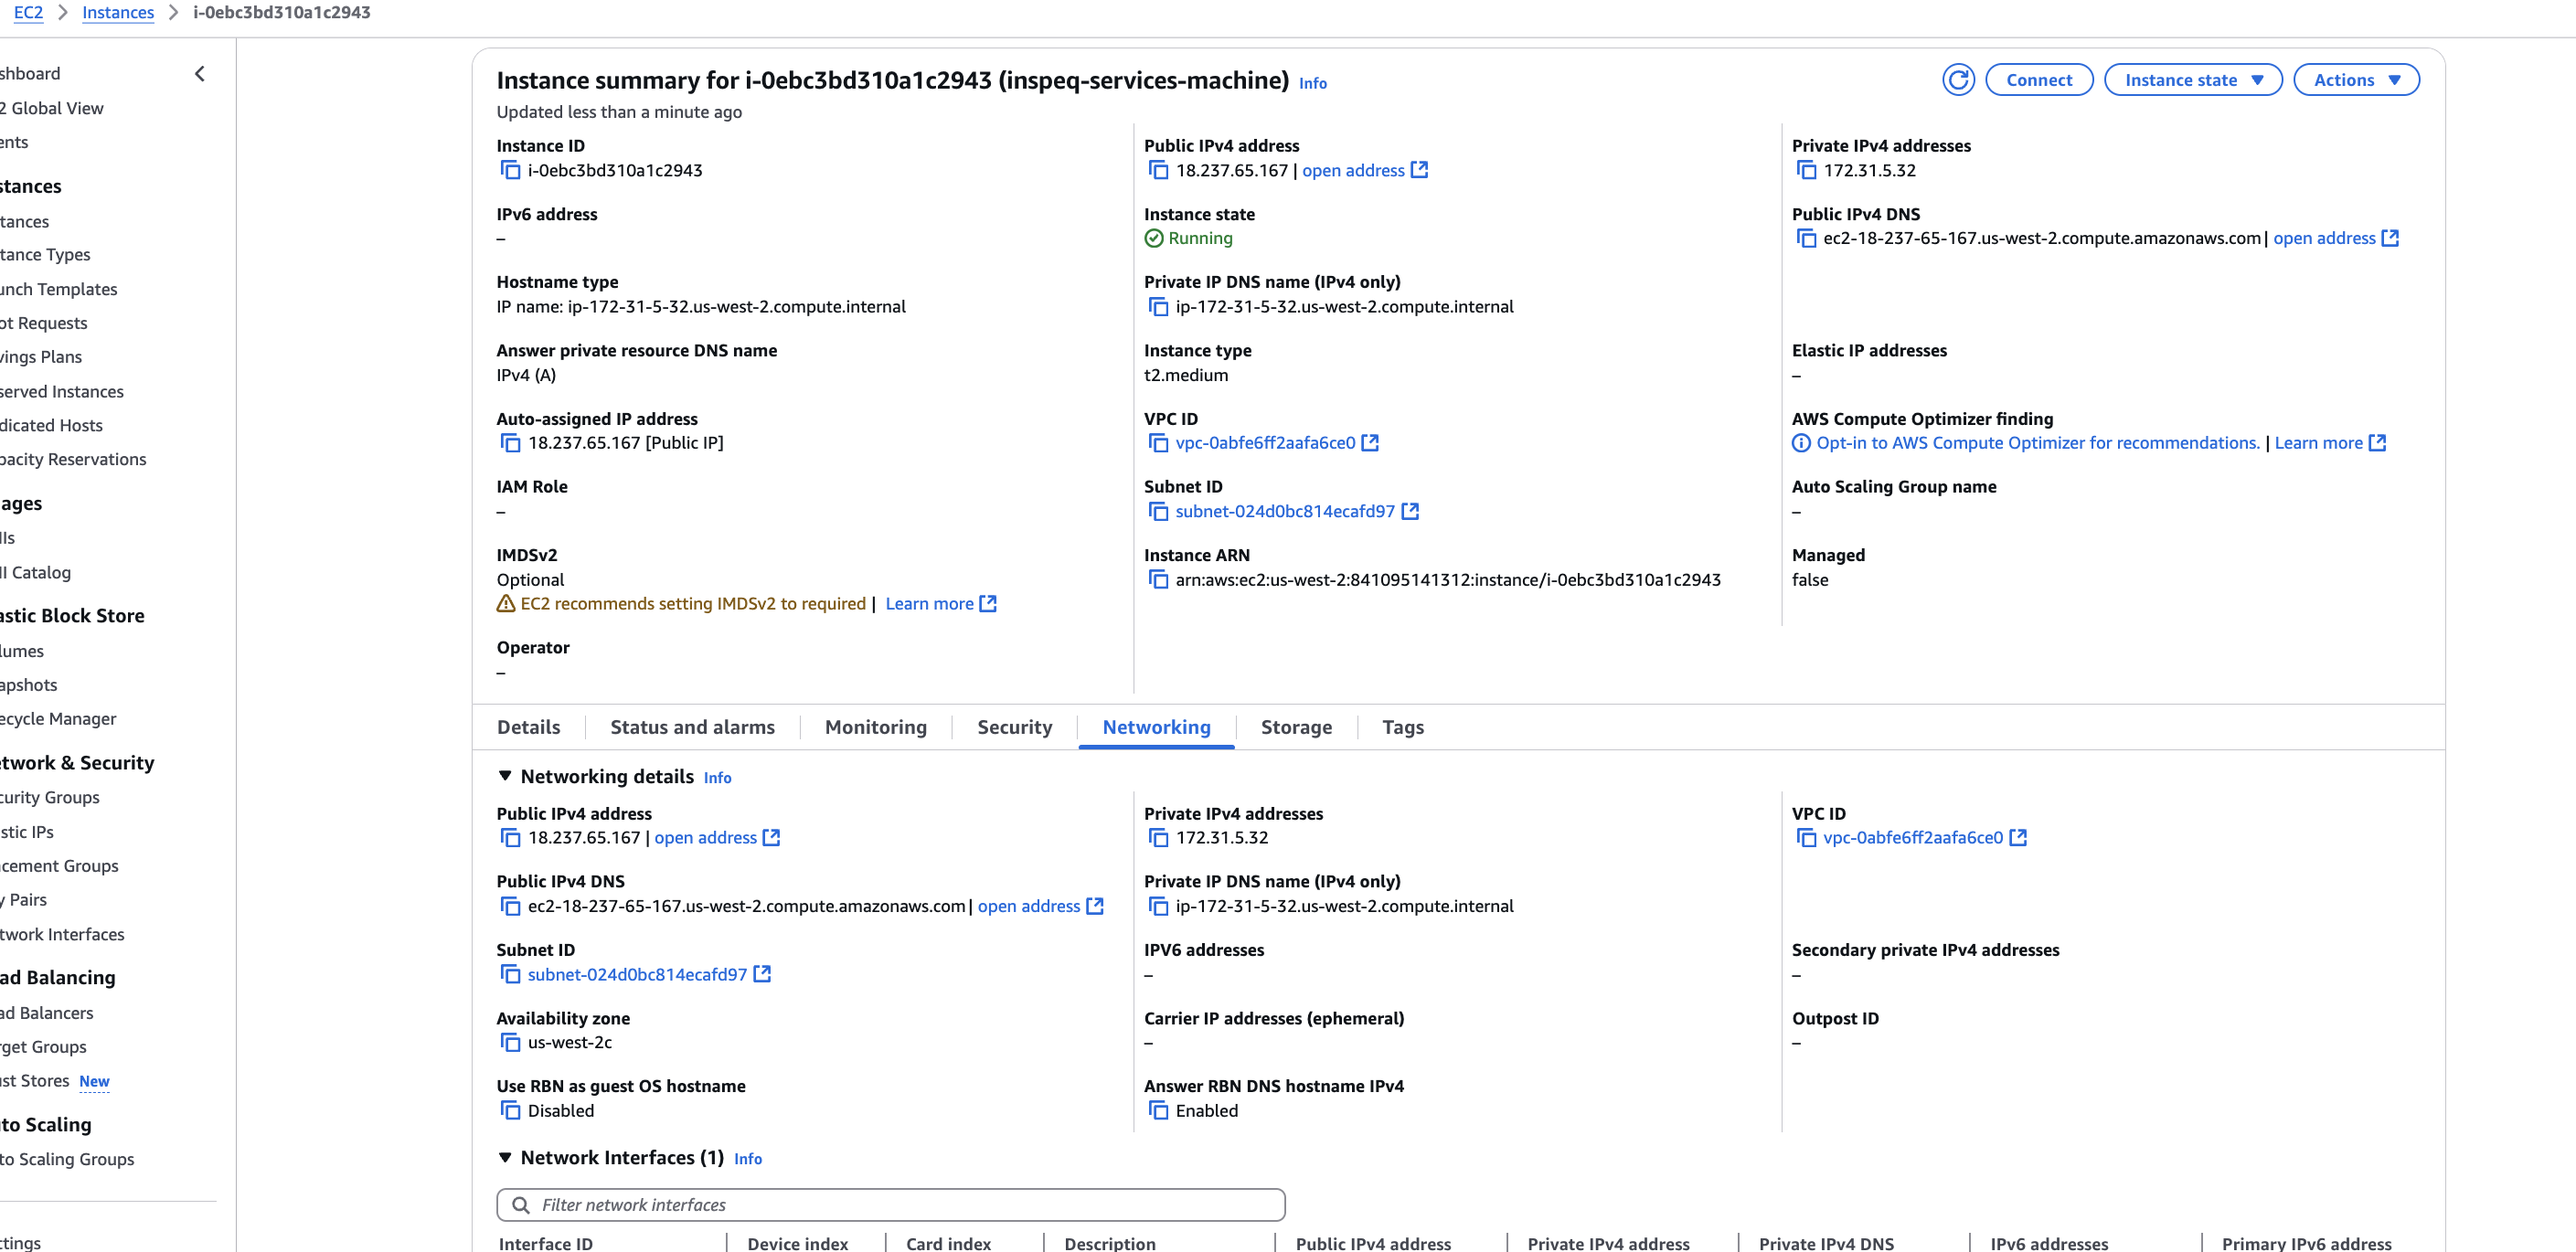 EC2 > Instances > i-0ebc3bd310a1c2943
shboard
2 Global View
ents
stances
tances
tance Types
unch Templates
ot Requests
vings Plans
served Instances
dicated Hosts
pacity Reservations
ages
Is
II Catalog
astic Block Store
lumes
apshots
ecycle Manager
etwork & Security
curity Groups
stic IPs
cement Groups
y Pairs
twork Interfaces
ad Balancing
ad Balancers
rget Groups
ust Stores New
to Scaling
to Scaling Groups
ttings
Instance summary for i-0ebc3bd310a1c2943 (inspeq-services-machine) Info
Connect
Instance state
Actions
Updated less than a minute ago
Instance ID
i-0ebc3bd310a1c2943
Public IPv4 address
18.237.65.167 | open address
Private IPv4 addresses
172.31.5.32
IPv6 address
–
Instance state
Running
Public IPv4 DNS
ec2-18-237-65-167.us-west-2.compute.amazonaws.com | open address
Hostname type
IP name: ip-172-31-5-32.us-west-2.compute.internal
Private IP DNS name (IPv4 only)
ip-172-31-5-32.us-west-2.compute.internal
Answer private resource DNS name
IPv4 (A)
Instance type
t2.medium
Elastic IP addresses
–
Auto-assigned IP address
18.237.65.167 [Public IP]
VPC ID
vpc-0abfe6ff2aafa6ce0
AWS Compute Optimizer finding
Opt-in to AWS Compute Optimizer for recommendations. | Learn more
IAM Role
–
Subnet ID
subnet-024d0bc814ecafd97
Auto Scaling Group name
–
IMDSv2
Optional
EC2 recommends setting IMDSv2 to required | Learn more
Instance ARN
arn:aws:ec2:us-west-2:841095141312:instance/i-0ebc3bd310a1c2943
Managed
false
Operator
–
Details
Status and alarms
Monitoring
Security
Networking
Storage
Tags
Networking details Info
Public IPv4 address
18.237.65.167 | open address
Private IPv4 addresses
172.31.5.32
VPC ID
vpc-0abfe6ff2aafa6ce0
Public IPv4 DNS
ec2-18-237-65-167.us-west-2.compute.amazonaws.com | open address
Private IP DNS name (IPv4 only)
ip-172-31-5-32.us-west-2.compute.internal
Subnet ID
subnet-024d0bc814ecafd97
IPV6 addresses
–
Secondary private IPv4 addresses
–
Availability zone
us-west-2c
Carrier IP addresses (ephemeral)
–
Outpost ID
–
Use RBN as guest OS hostname
Disabled
Answer RBN DNS hostname IPv4
Enabled
Network Interfaces (1) Info
Filter network interfaces
Interface ID | Device index | Card index | Description | Public IPv4 address | Private IPv4 address | Private IPv4 DNS | IPv6 addresses | Primary IPv6 address